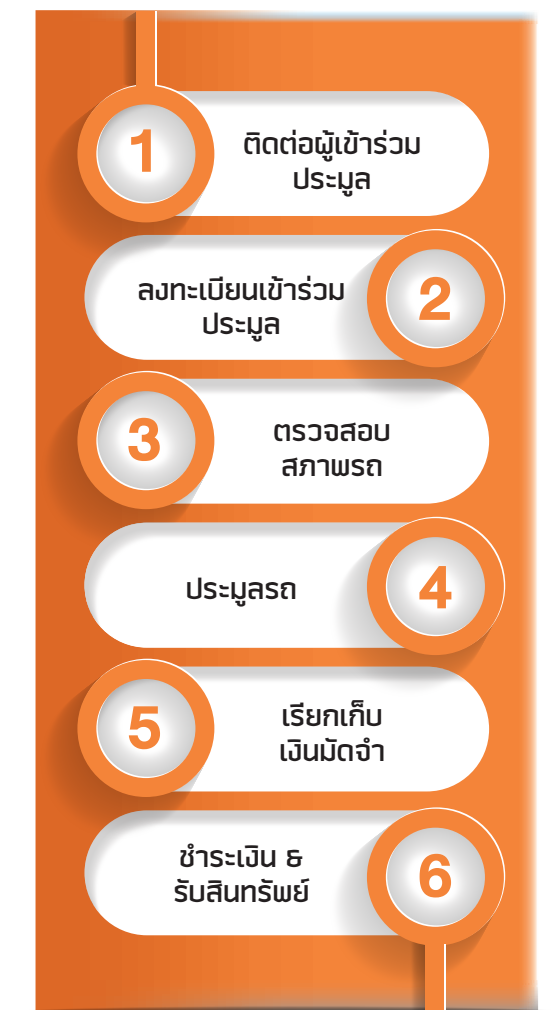 1
ติดต่อผู้เข้าร่วม
ประมูล
ลงทะเบียนเข้าร่วม
ประมูล
2
3
ตรวจสอบ
สภาพรถ
ประมูลรถ
4
5
เรียกเก็บ
เงินมัดจำ
ชำระเงิน &
รับสินทรัพย์
6